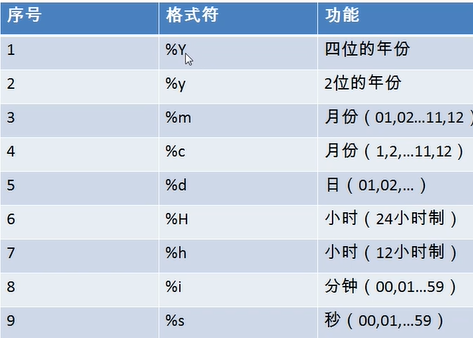 序号 格式符 功能
1 %Y 四位的年份
2 %y 2位的年份
3 %m 月份（01,02…11,12）
4 %c 月份（1,2,…11,12）
5 %d 日（01,02,…）
6 %H 小时（24小时制）
7 %h 小时（12小时制）
8 %i 分钟（00,01…59）
9 %s 秒（00,01,…59）